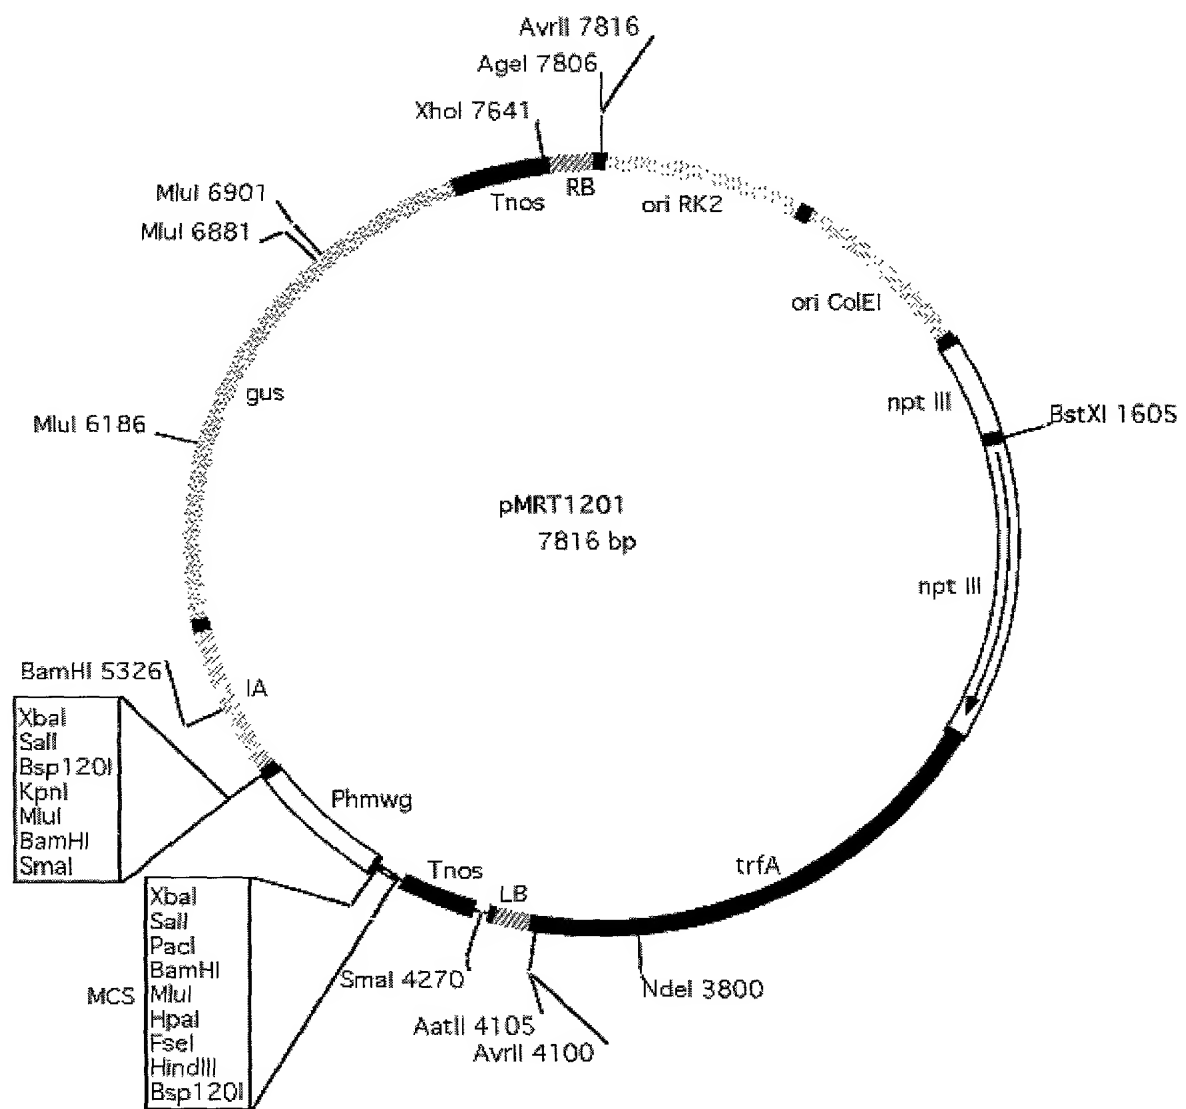 AvrII 7816
AgeI 7806
XhoI 7641
MluI 6901
MluI 6881
Tnos
RB
ori RK2
ori ColEI
gus
npt III
BstXI 1605
MluI 6186
pMRT1201
7816 bp
npt III
BamHI 5326
IA
XbaI
SalI
Bsp120I
KpnI
MluI
BamHI
SmaI
Phmwg
Tnos
LB
trfA
MCS
XbaI
SalI
PacI
BamHI
MluI
HpaI
FseI
HindIII
Bsp120I
SmaI 4270
NdeI 3800
AatII 4105
AvrII 4100